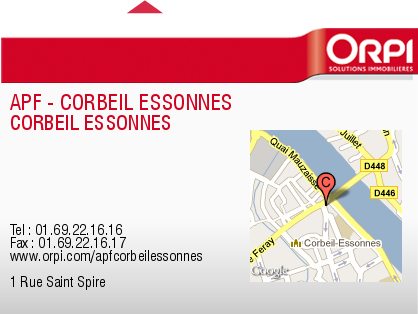 ORPI
SOLUTIONS IMMOBILIÈRES
APF - CORBEIL ESSONNES
CORBEIL ESSONNES
Quai Mauzaisse
Juillet
D448
D446
C
Feray
Corbeil-Essonnes
Google
Tel : 01.69.22.16.16
Fax : 01.69.22.16.17
www.orpi.com/apfcorbeilessonnes
1 Rue Saint Spire